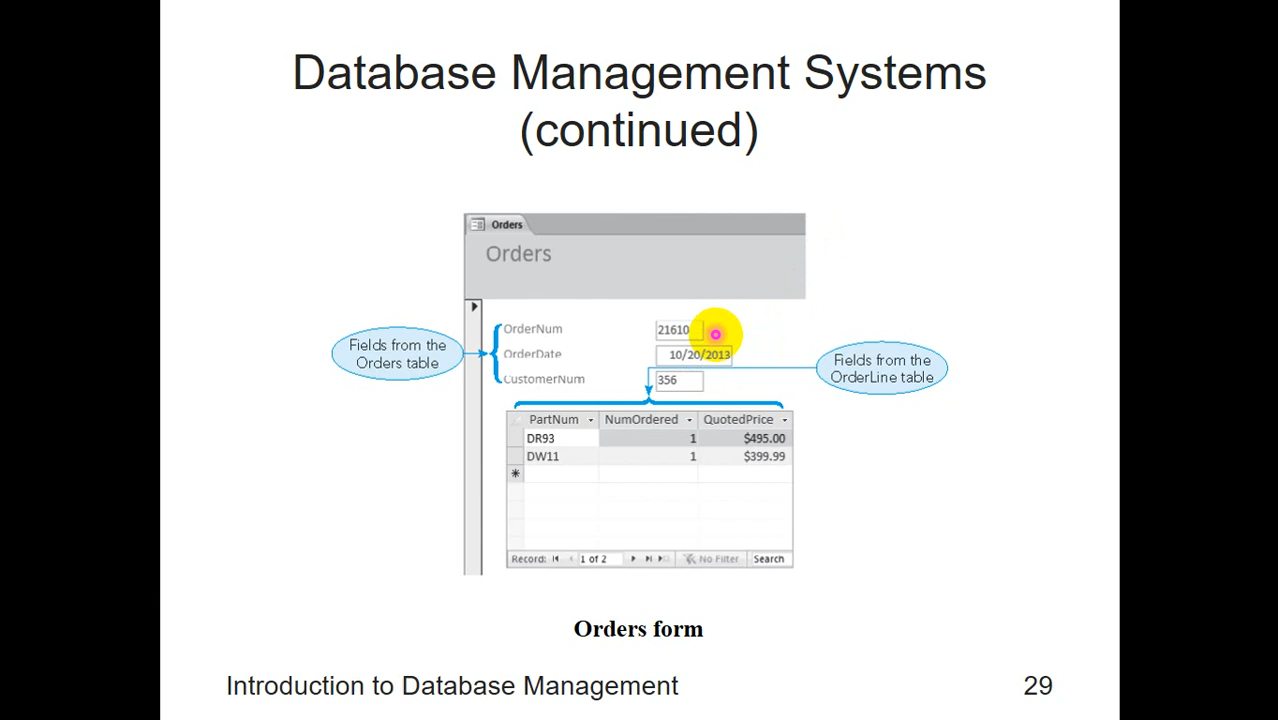 Database Management Systems
(continued)
Orders
Orders
OrderNum 21610
OrderDate 10/20/2013
CustomerNum 356
Fields from the
Orders table
Fields from the
OrderLine table
PartNum NumOrdered QuotedPrice
DR93 1 $495.00
DW11 1 $399.99
Record: 1 of 2 No Filter Search
Orders form
Introduction to Database Management 29